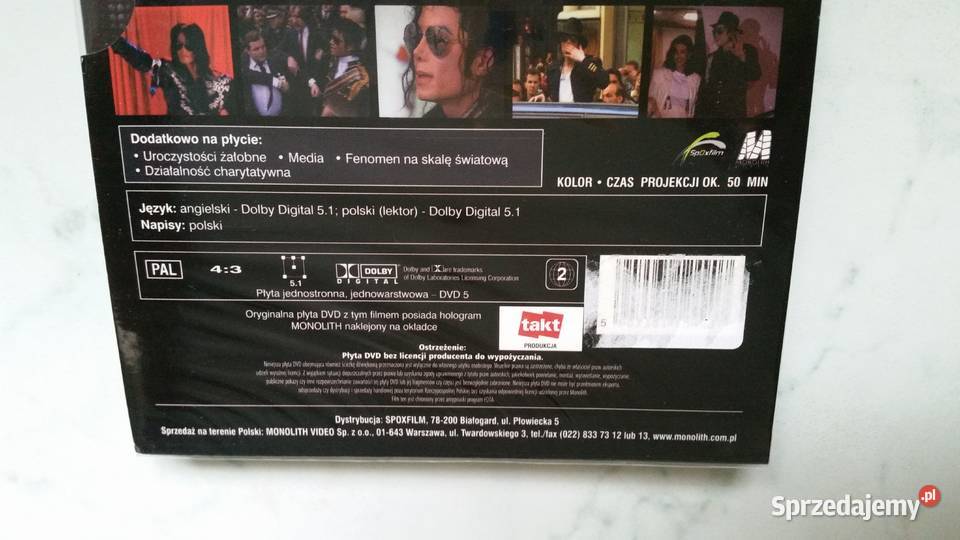 Dodatkowo na płycie:
• Uroczystości żałobne • Media • Fenomen na skalę światową
• Działalność charytatywna
Spoxfilm
MONOLITH
KOLOR • CZAS PROJEKCJI OK. 50 MIN
Język: angielski - Dolby Digital 5.1; polski (lektor) - Dolby Digital 5.1
Napisy: polski
PAL
4:3
5.1
DOLBY
DIGITAL
Dolby and are trademarks
of Dolby Laboratories Licensing Corporation
2
Płyta jednostronna, jednowarstwowa – DVD 5
5
Oryginalna płyta DVD z tym filmem posiada hologram
MONOLITH naklejony na okładce
takt
PRODUKCJA
Ostrzeżenie:
Płyta DVD bez licencji producenta do wypożyczania.
Dystrybucja: SPOXFILM, 78-200 Białogard, ul. Płowiecka 5
Sprzedaż na terenie Polski: MONOLITH VIDEO Sp. z o.o., 01-643 Warszawa, ul. Twardowskiego 3, tel./fax (022) 833 73 12 lub 13, www.monolith.com.pl
Sprzedajemy.pl